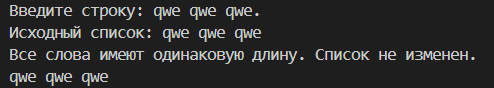 Введите строку: qwe qwe qwe.
Исходный список: qwe qwe qwe
Все слова имеют одинаковую длину. Список не изменен.
qwe qwe qwe